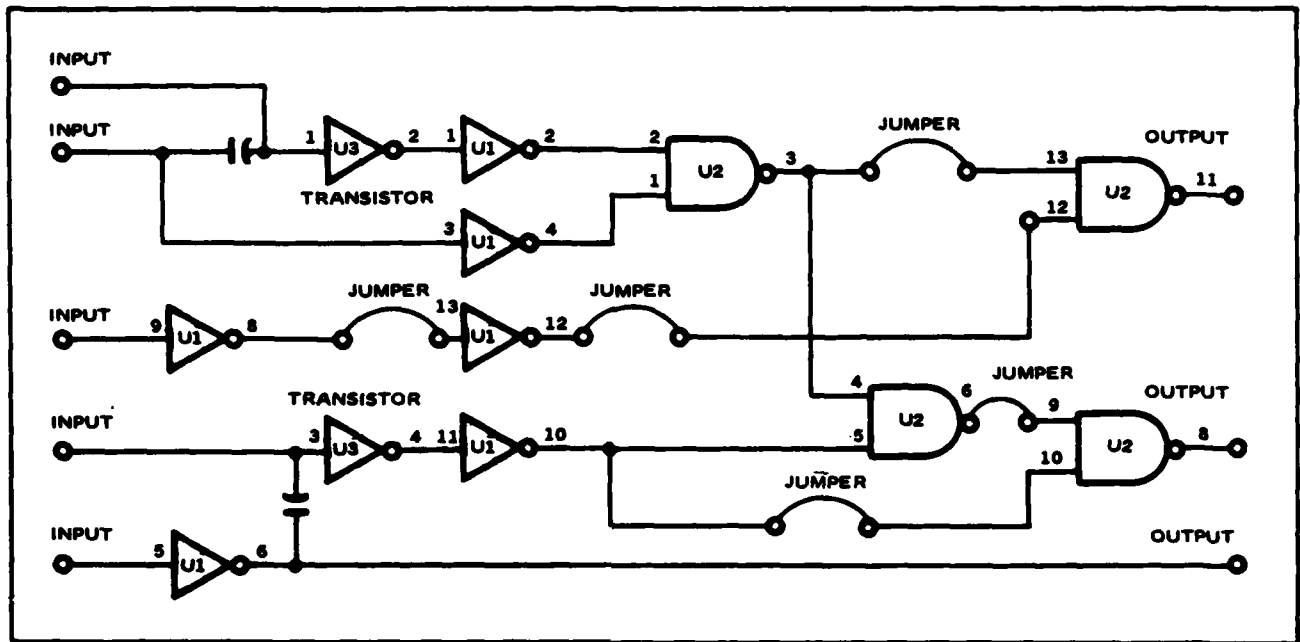 INPUT
INPUT
1 U3 2 1 U1 2 2 U2 3 JUMPER 13 U2 11 OUTPUT
1
12
TRANSISTOR
3 U1 4
INPUT
9 U1 8 JUMPER 13 U1 12 JUMPER
TRANSISTOR
INPUT
3 U3 4 11 U1 10
4 U2 6 JUMPER 9 U2 8 OUTPUT
5
10
JUMPER
INPUT
5 U1 6
OUTPUT